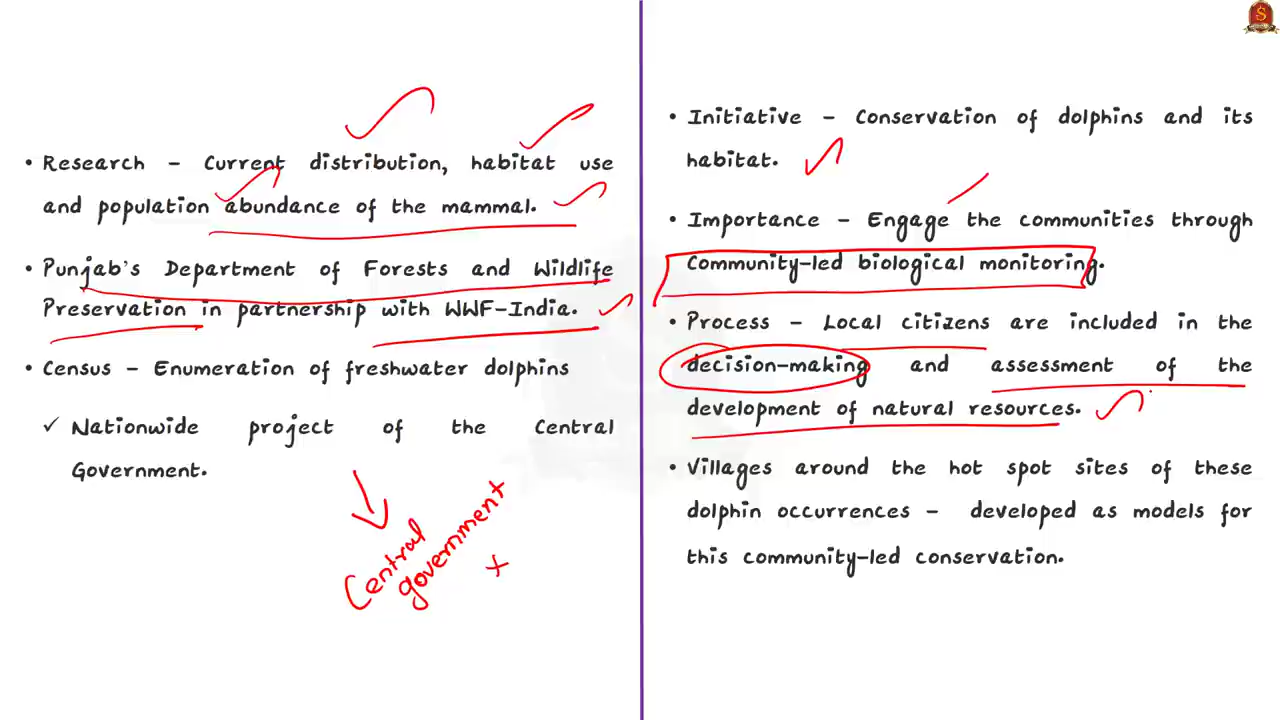 • Research – Current distribution, habitat use
and population abundance of the mammal.
• Punjab's Department of Forests and Wildlife
Preservation in partnership with WWF-India.
• Census – Enumeration of freshwater dolphins
✓ Nationwide project of the Central
Government.
Central
government
• Initiative – Conservation of dolphins and its
habitat.
• Importance – Engage the communities through
Community-led biological monitoring.
• Process – Local citizens are included in the
decision-making and assessment of the
development of natural resources.
• Villages around the hot spot sites of these
dolphin occurrences – developed as models for
this community-led conservation.
S